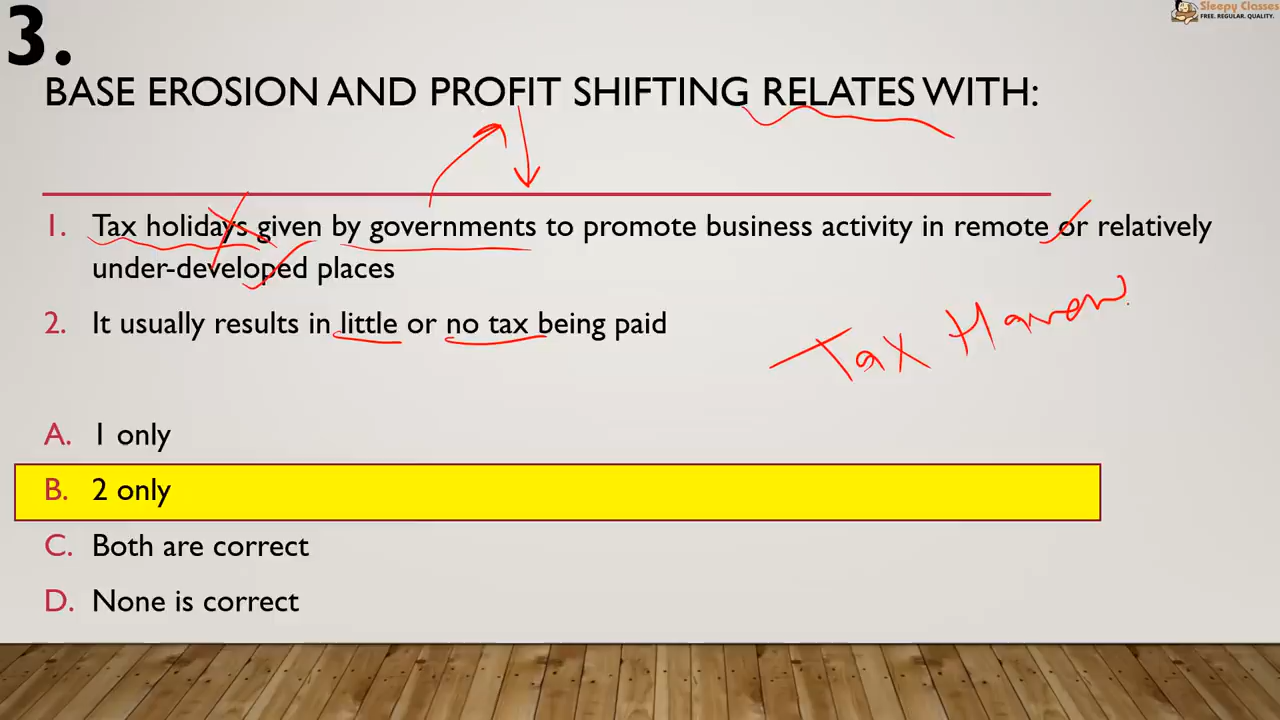 Sleepy Classes
FREE. REGULAR. QUALITY.
3.
BASE EROSION AND PROFIT SHIFTING RELATES WITH:
1. Tax holidays given by governments to promote business activity in remote or relatively
under-developed places
2. It usually results in little or no tax being paid
Tax Haven
A. 1 only
B. 2 only
C. Both are correct
D. None is correct